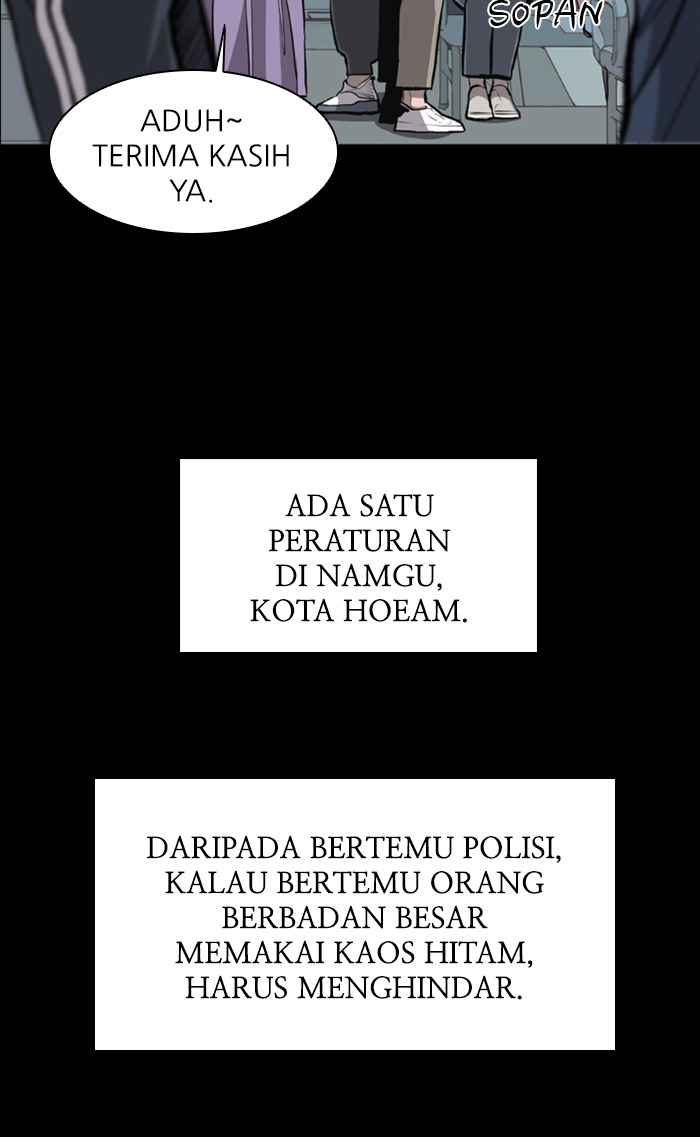 SOPAN
ADUH~
TERIMA KASIH
YA.
ADA SATU
PERATURAN
DI NAMGU,
KOTA HOEAM.
DARIPADA BERTEMU POLISI,
KALAU BERTEMU ORANG
BERBADAN BESAR
MEMAKAI KAOS HITAM,
HARUS MENGHINDAR.